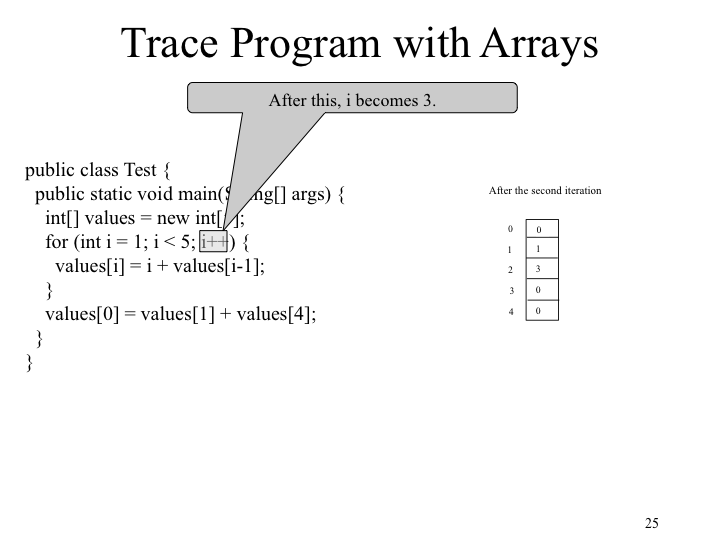 Trace Program with Arrays
After this, i becomes 3.
public class Test {
public static void main(S ng[] args) {
int[] values = new int[ ];
for (int i = 1; i < 5; i++) {
values[i] = i + values[i-1];
}
values[0] = values[1] + values[4];
}
}
After the second iteration
0 0
1 1
2 3
3 0
4 0
25